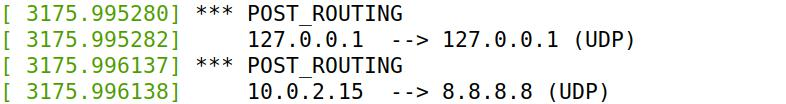 [ 3175.995280] *** POST_ROUTING
[ 3175.995282]     127.0.0.1  --> 127.0.0.1 (UDP)
[ 3175.996137] *** POST_ROUTING
[ 3175.996138]     10.0.2.15  --> 8.8.8.8 (UDP)